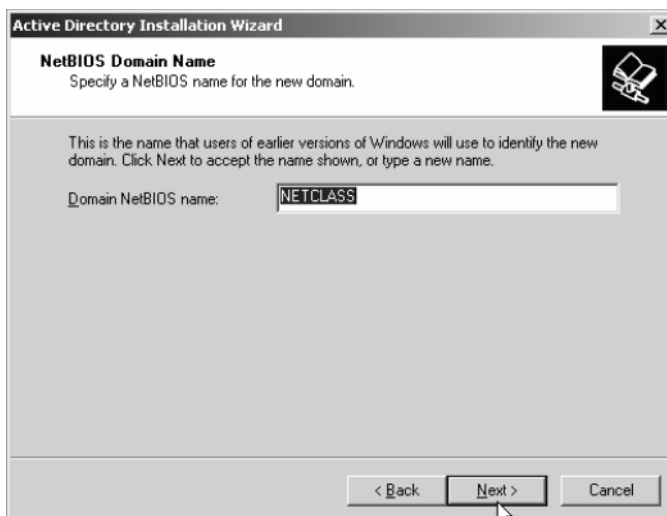 Active Directory Installation Wizard
NetBIOS Domain Name
Specify a NetBIOS name for the new domain.
This is the name that users of earlier versions of Windows will use to identify the new
domain. Click Next to accept the name shown, or type a new name.
Domain NetBIOS name: NETCLASS
< Back Next > Cancel